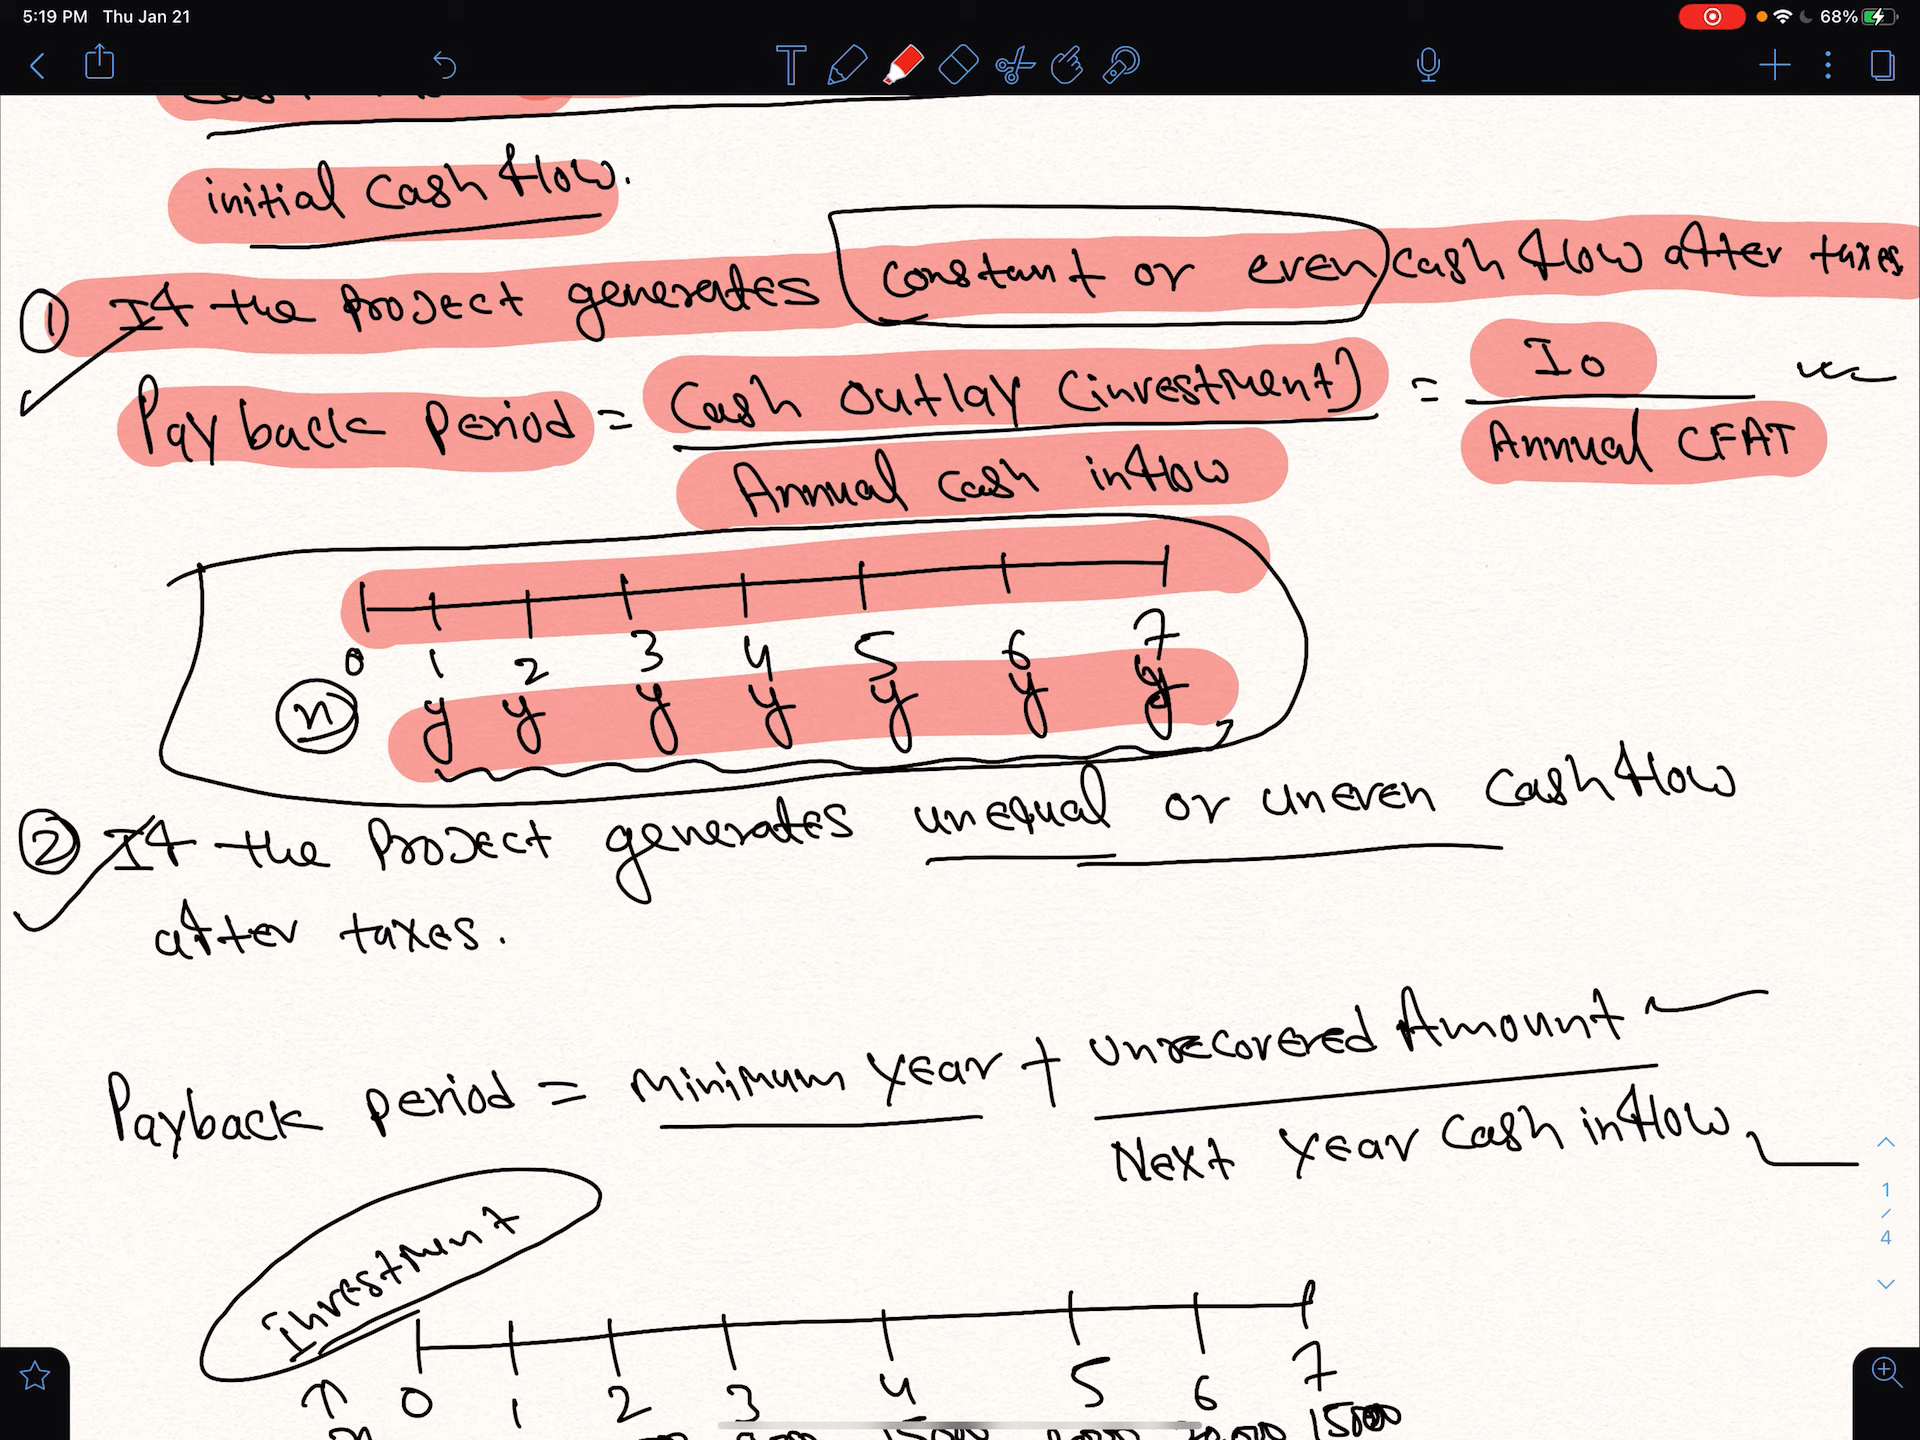 5:19 PM Thu Jan 21
68%
initial cash flow.
① If the project generates constant or even cash flow after taxes
Payback period = Cash outlay (investment) = Io
Annual cash inflow Annual CFAT
0 1 2 3 4 5 6 7
n y y y y y y y
② If the project generates unequal or uneven cash flow
after taxes.
Payback period = minimum year + unrecovered Amount
Next year cash inflow
Investment
0 1 2 3 4 5 6 7
15000
1
/
4